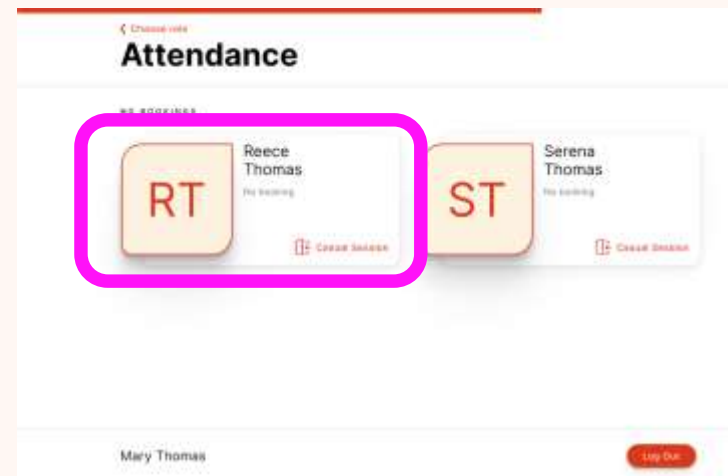 Choose role
Attendance
NO BOOKINGS
RT
Reece
Thomas
No booking
Casual Session
ST
Serena
Thomas
No booking
Casual Session
Mary Thomas
Log Out